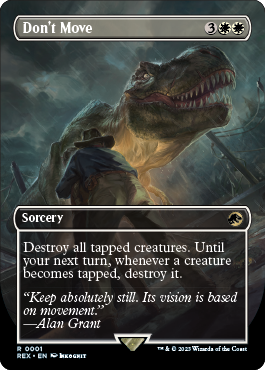 Don't Move 3
Sorcery
Destroy all tapped creatures. Until
your next turn, whenever a creature
becomes tapped, destroy it.
“Keep absolutely still. Its vision is based
on movement.”
—Alan Grant
R 0001
REX • EN Inkognit
™ & © 2023 Wizards of the Coast